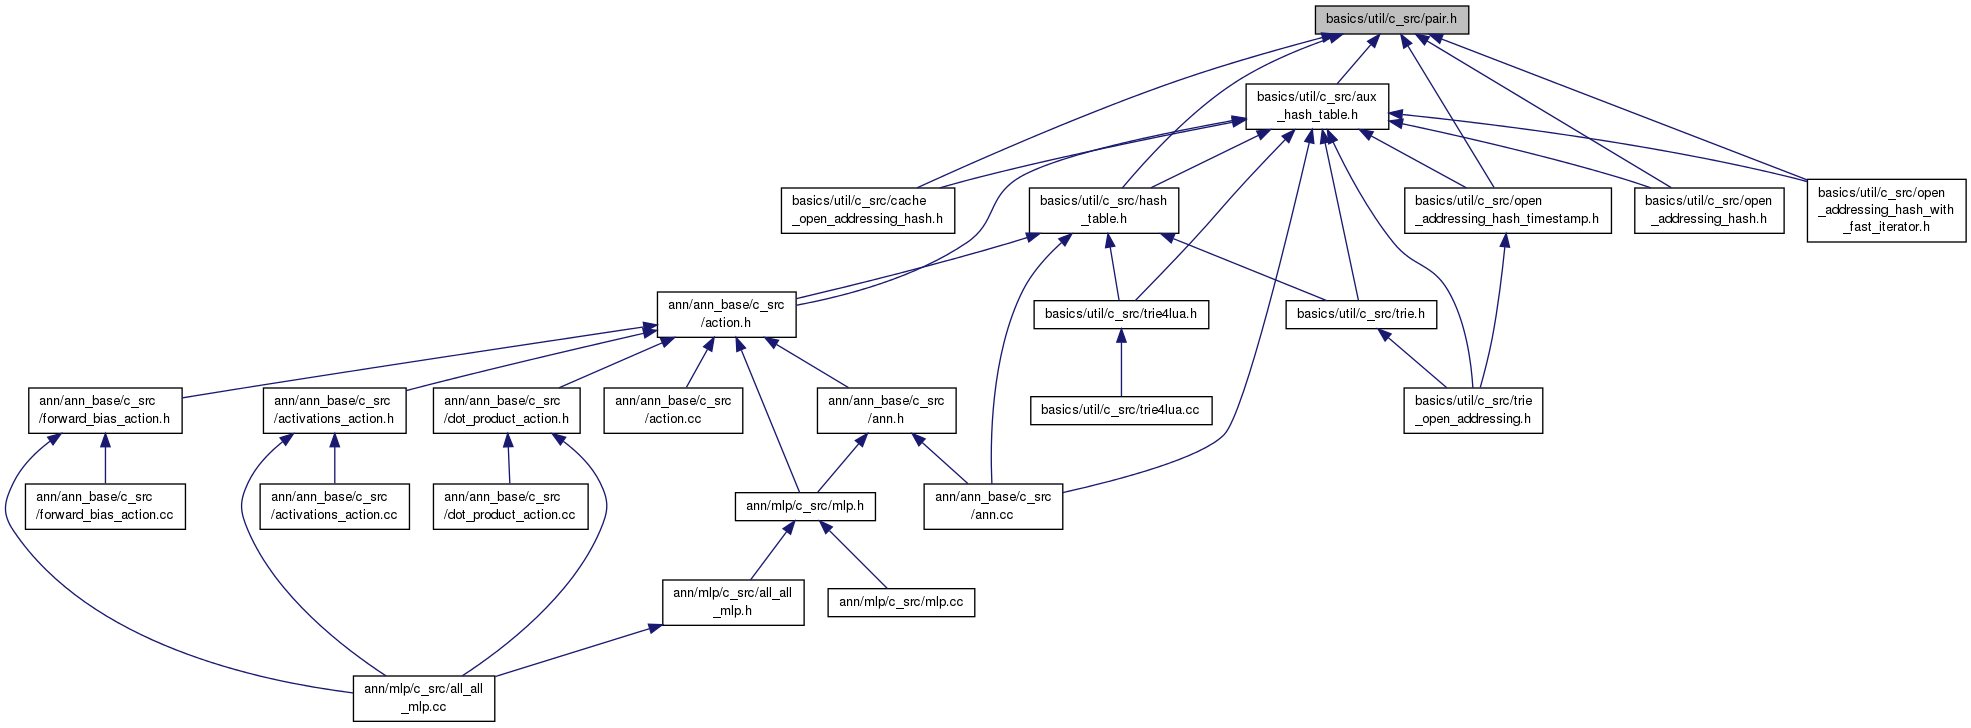 basics/util/c_src/pair.h
basics/util/c_src/aux
_hash_table.h
basics/util/c_src/cache
_open_addressing_hash.h
basics/util/c_src/hash
_table.h
basics/util/c_src/open
_addressing_hash_timestamp.h
basics/util/c_src/open
_addressing_hash.h
basics/util/c_src/open
_addressing_hash_with
_fast_iterator.h
ann/ann_base/c_src
/action.h
basics/util/c_src/trie4lua.h
basics/util/c_src/trie.h
ann/ann_base/c_src
/forward_bias_action.h
ann/ann_base/c_src
/activations_action.h
ann/ann_base/c_src
/dot_product_action.h
ann/ann_base/c_src
/action.cc
ann/ann_base/c_src
/ann.h
basics/util/c_src/trie4lua.cc
basics/util/c_src/trie
_open_addressing.h
ann/ann_base/c_src
/forward_bias_action.cc
ann/ann_base/c_src
/activations_action.cc
ann/ann_base/c_src
/dot_product_action.cc
ann/mlp/c_src/mlp.h
ann/ann_base/c_src
/ann.cc
ann/mlp/c_src/all_all
_mlp.h
ann/mlp/c_src/mlp.cc
ann/mlp/c_src/all_all
_mlp.cc